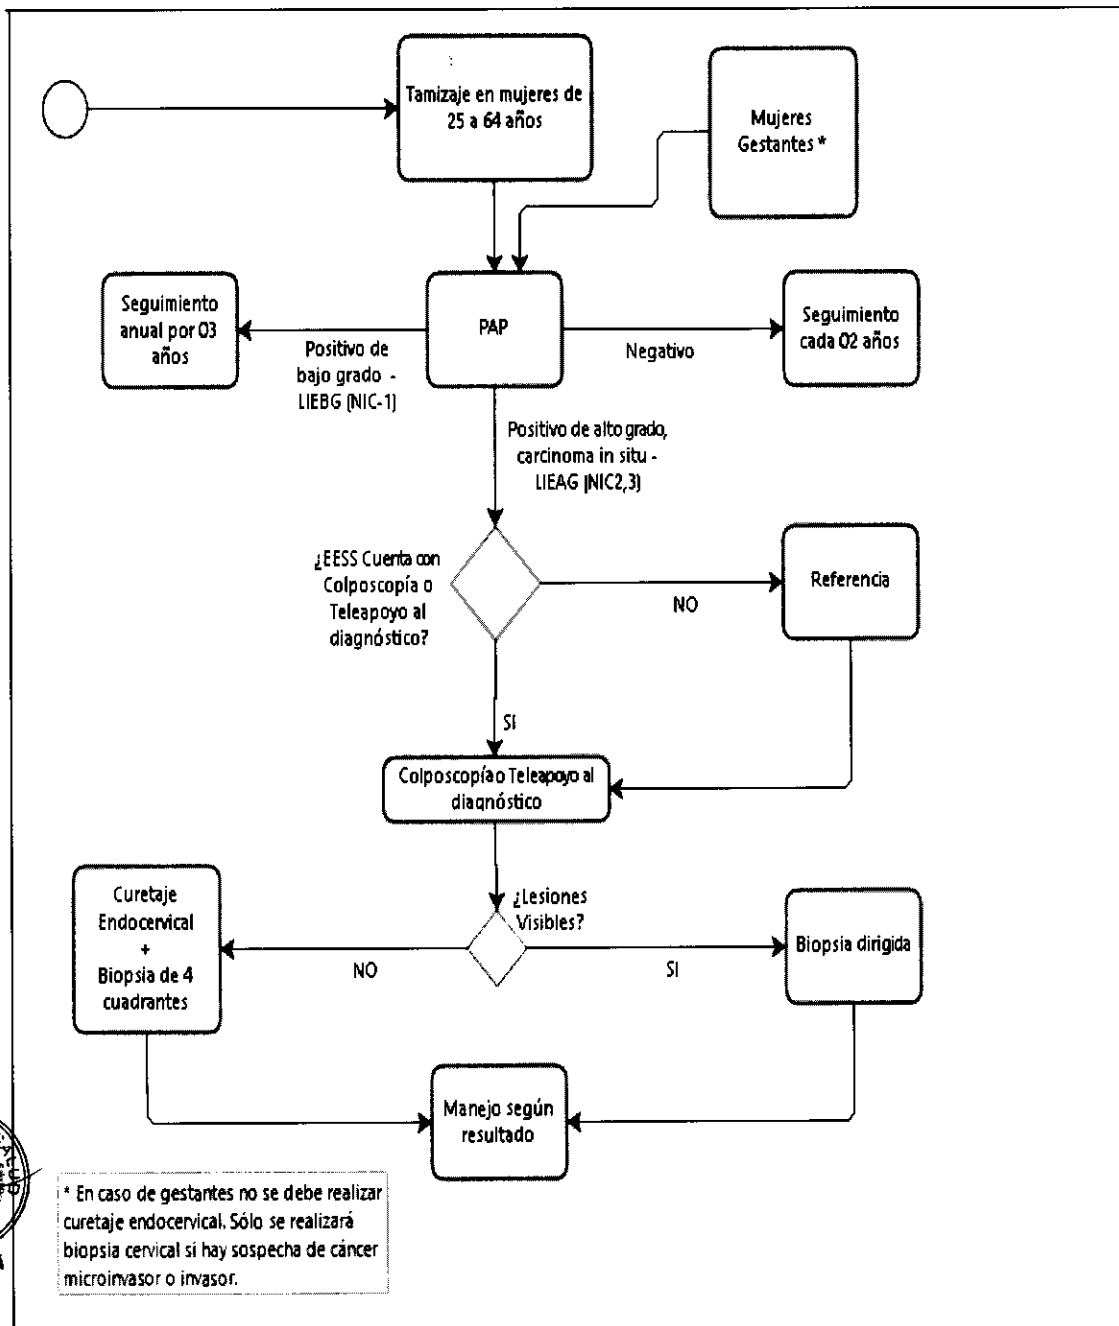 Tamizaje en mujeres de
25 a 64 años
Mujeres
Gestantes *
Seguimiento
anual por 03
años
PAP
Seguimiento
cada 02 años
Positivo de
bajo grado -
LIEBG (NIC-1)
Negativo
Positivo de alto grado,
carcinoma in situ -
LIEAG (NIC2,3)
¿EESS Cuenta con
Colposcopía o
Teleapoyo al
diagnóstico?
NO
Referencia
SI
Colposcopía o Teleapoyo al
diagnóstico
Curetaje
Endocervical
+
Biopsia de 4
cuadrantes
¿Lesiones
Visibles?
NO
SI
Biopsia dirigida
Manejo según
resultado
* En caso de gestantes no se debe realizar
curetaje endocervical. Sólo se realizará
biopsia cervical si hay sospecha de cáncer
microinvasor o invasor.